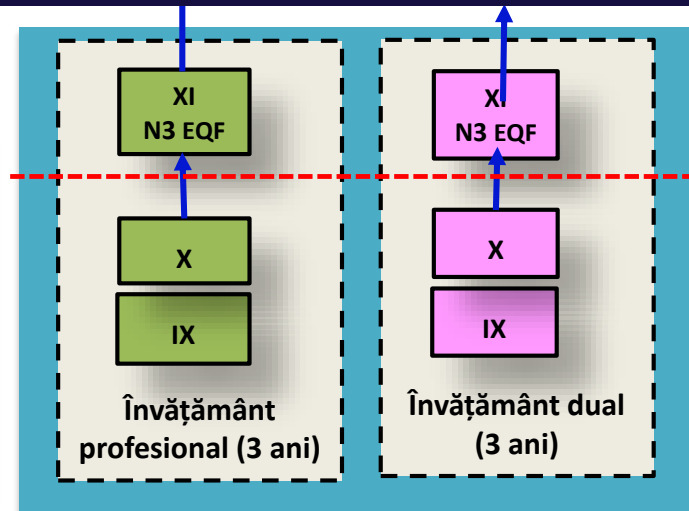 XI
N3 EQF
X
IX
Învățământ
profesional (3 ani)
XI
N3 EQF
X
IX
Învățământ dual
(3 ani)